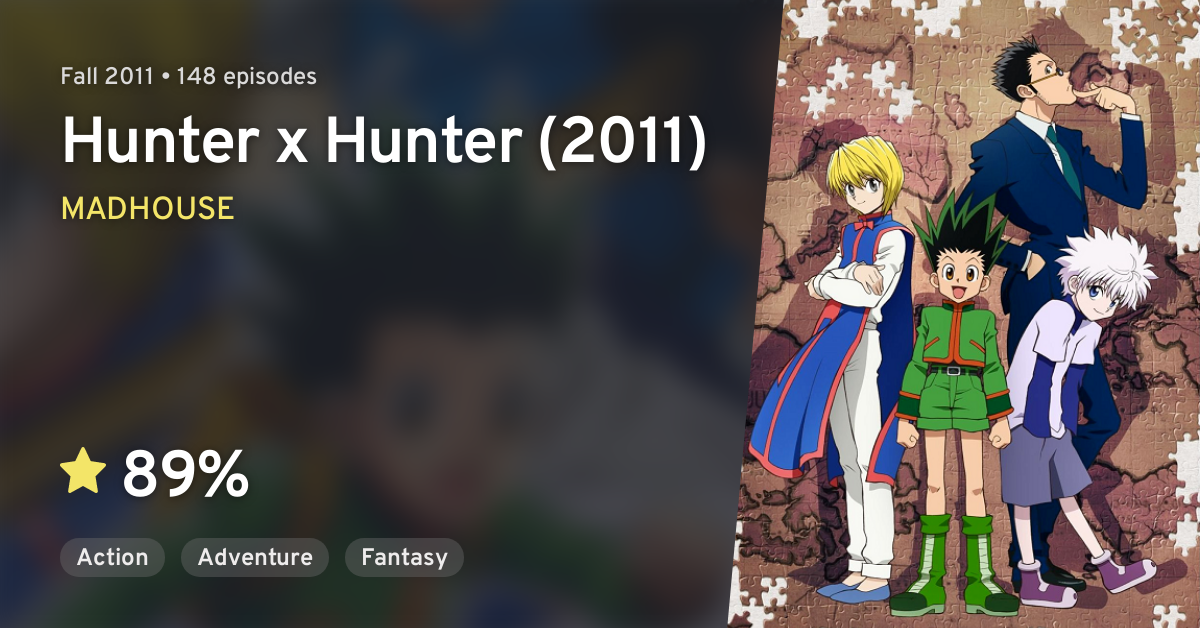 Fall 2011 • 148 episodes
Hunter x Hunter (2011)
MADHOUSE
89%
Action Adventure Fantasy